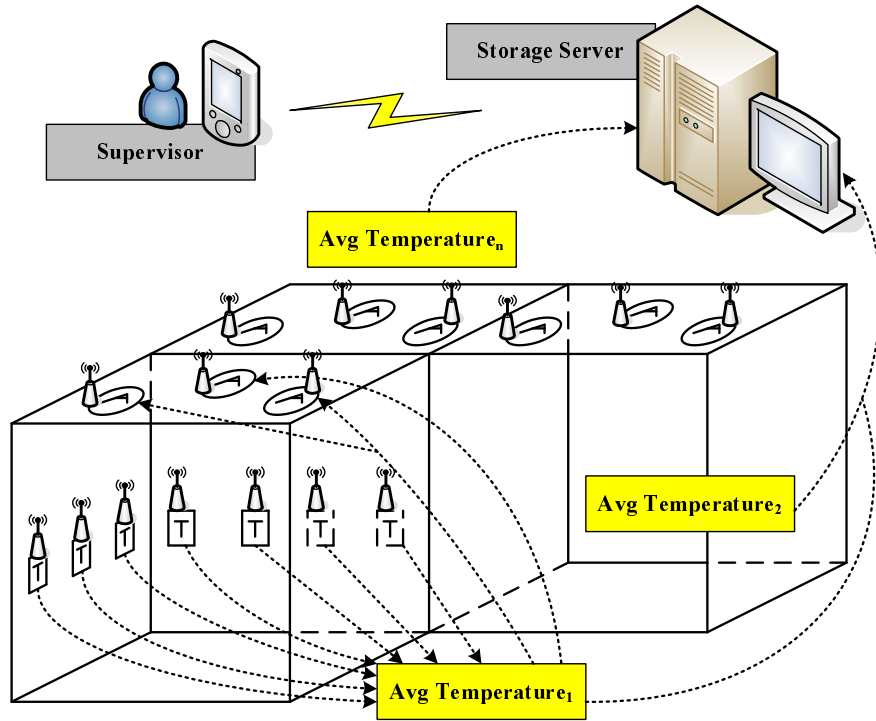 Storage Server
Supervisor
Avg Temperatureₙ
Avg Temperature₂
T
T
T
T
T
T
T
Avg Temperature₁